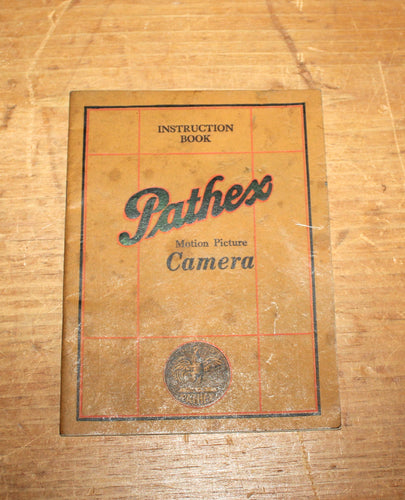 INSTRUCTION
BOOK
Pathex
Motion Picture
Camera